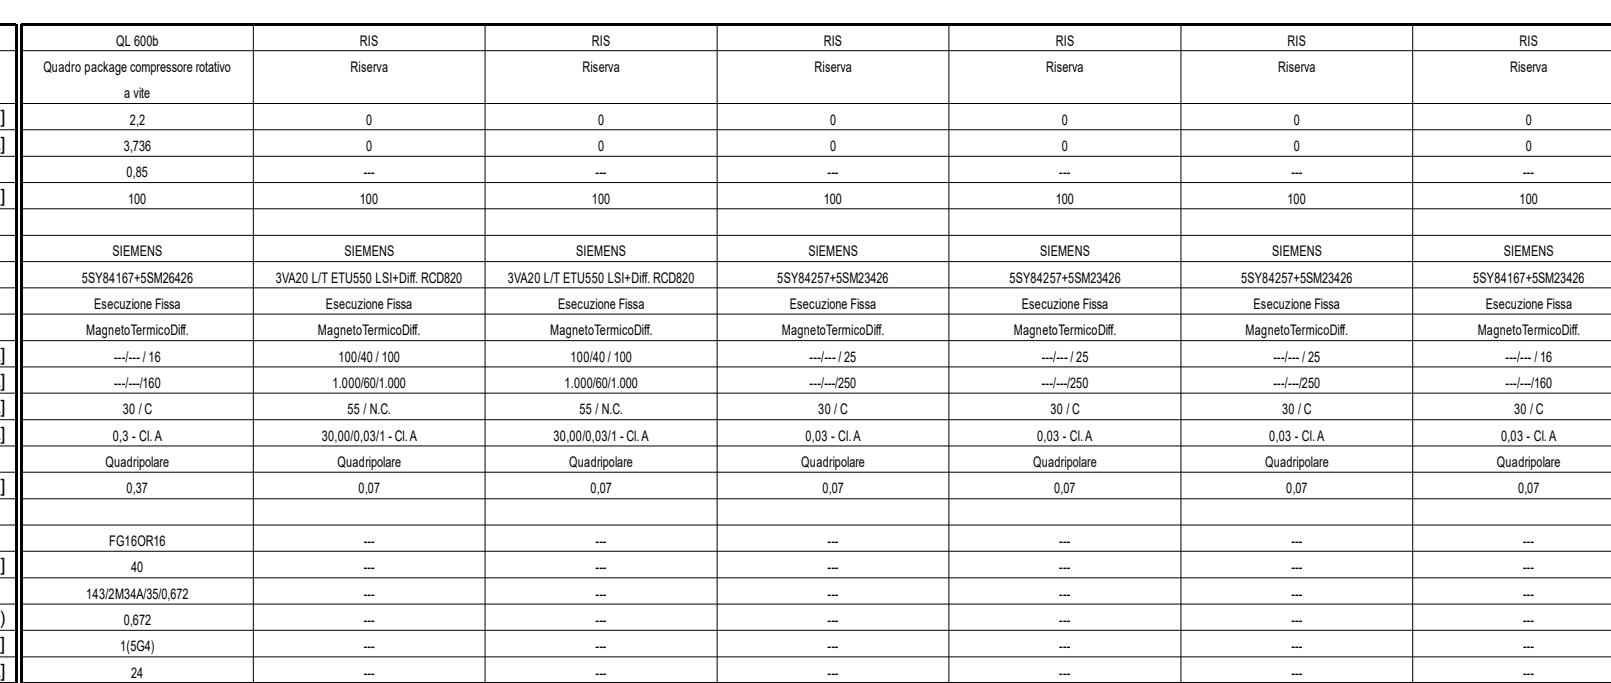 QL 600b RIS RIS RIS RIS RIS RIS
Quadro package compressore rotativo Riserva Riserva Riserva Riserva Riserva Riserva
a vite
] 2,2 0 0 0 0 0 0
] 3,736 0 0 0 0 0 0
0,85 --- --- --- --- --- ---
] 100 100 100 100 100 100 100
SIEMENS SIEMENS SIEMENS SIEMENS SIEMENS SIEMENS SIEMENS
5SY84167+5SM26426 3VA20 L/T ETU550 LSI+Diff. RCD820 3VA20 L/T ETU550 LSI+Diff. RCD820 5SY84257+5SM23426 5SY84257+5SM23426 5SY84257+5SM23426 5SY84167+5SM23426
Esecuzione Fissa Esecuzione Fissa Esecuzione Fissa Esecuzione Fissa Esecuzione Fissa Esecuzione Fissa Esecuzione Fissa
MagnetoTermicoDiff. MagnetoTermicoDiff. MagnetoTermicoDiff. MagnetoTermicoDiff. MagnetoTermicoDiff. MagnetoTermicoDiff. MagnetoTermicoDiff.
] ---/--- / 16 100/40 / 100 100/40 / 100 ---/--- / 25 ---/--- / 25 ---/--- / 25 ---/--- / 16
] ---/---/160 1.000/60/1.000 1.000/60/1.000 ---/---/250 ---/---/250 ---/---/250 ---/---/160
] 30 / C 55 / N.C. 55 / N.C. 30 / C 30 / C 30 / C 30 / C
] 0,3 - Cl. A 30,00/0,03/1 - Cl. A 30,00/0,03/1 - Cl. A 0,03 - Cl. A 0,03 - Cl. A 0,03 - Cl. A 0,03 - Cl. A
Quadripolare Quadripolare Quadripolare Quadripolare Quadripolare Quadripolare Quadripolare
] 0,37 0,07 0,07 0,07 0,07 0,07 0,07
FG16OR16 --- --- --- --- --- ---
] 40 --- --- --- --- --- ---
143/2M34A/35/0,672 --- --- --- --- --- ---
) 0,672 --- --- --- --- --- ---
] 1(5G4) --- --- --- --- --- ---
] 24 --- --- --- --- --- ---